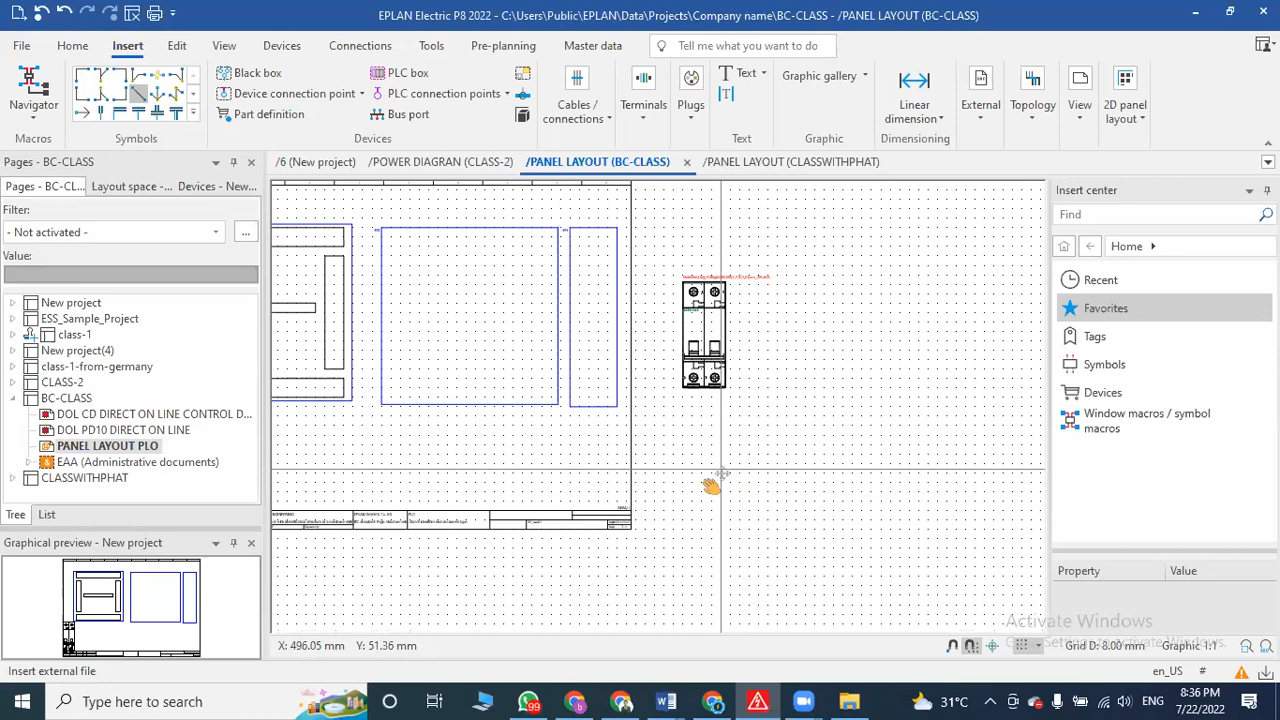 EPLAN Electric P8 2022 - C:\Users\Public\EPLAN\Data\Projects\Company name\BC-CLASS - /PANEL LAYOUT (BC-CLASS)
File Home Insert Edit View Devices Connections Tools Pre-planning Master data Tell me what you want to do
Navigator
Macros
Symbols
Black box
Device connection point
Part definition
PLC box
PLC connection points
Bus port
Devices
Cables / connections
Terminals
Plugs
Text
Text
Graphic gallery
Graphic
Linear dimension
Dimensioning
External
Topology
View
2D panel layout
Pages - BC-CLASS
/6 (New project) /POWER DIAGRAN (CLASS-2) /PANEL LAYOUT (BC-CLASS) /PANEL LAYOUT (CLASSWITHPHAT)
Pages - BC-CL... Layout space -... Devices - New...
Filter:
- Not activated -
...
Value:
New project
ESS_Sample_Project
class-1
New project(4)
class-1-from-germany
CLASS-2
BC-CLASS
DOL CD DIRECT ON LINE CONTROL D...
DOL PD10 DIRECT ON LINE
PANEL LAYOUT PLO
EAA (Administrative documents)
CLASSWITHPHAT
Tree List
Graphical preview - New project
Insert center
Find
Home
Recent
Favorites
Tags
Symbols
Devices
Window macros / symbol macros
Property Value
Activate Windows
Go to Settings to activate Windows.
X: 496.05 mm Y: 51.36 mm
Grid D: 8.00 mm Graphic 1:1
Insert external file
en_US #
Type here to search
99
31°C
ENG
8:36 PM
7/22/2022